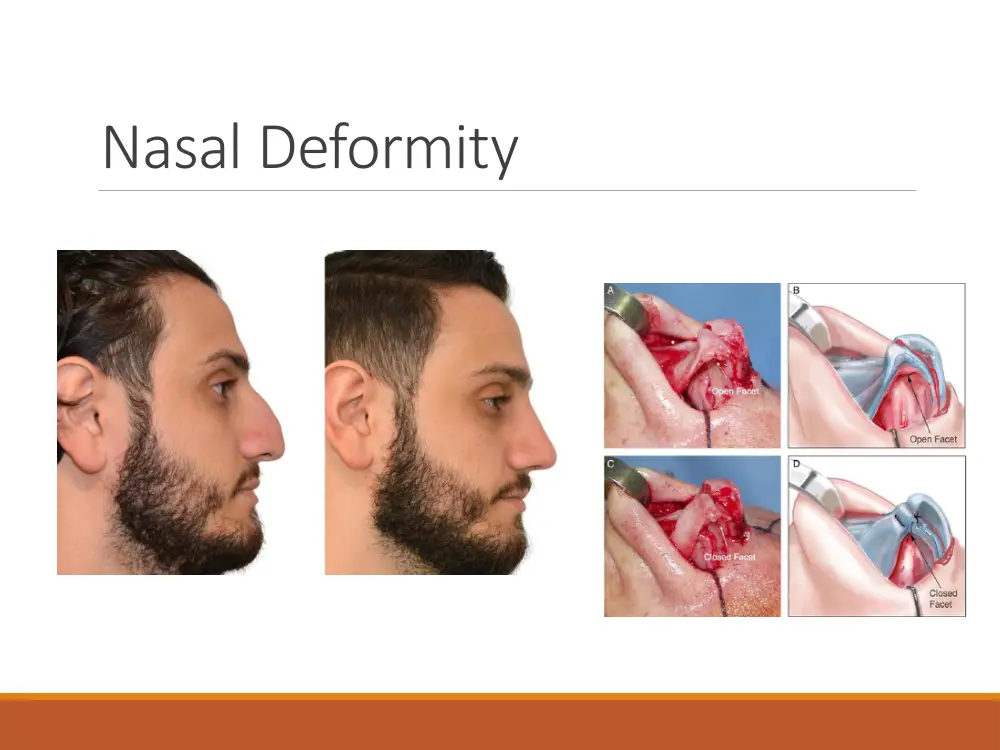 Nasal Deformity
A
Open Facet
B
Open Facet
C
Closed Facet
D
Closed
Facet